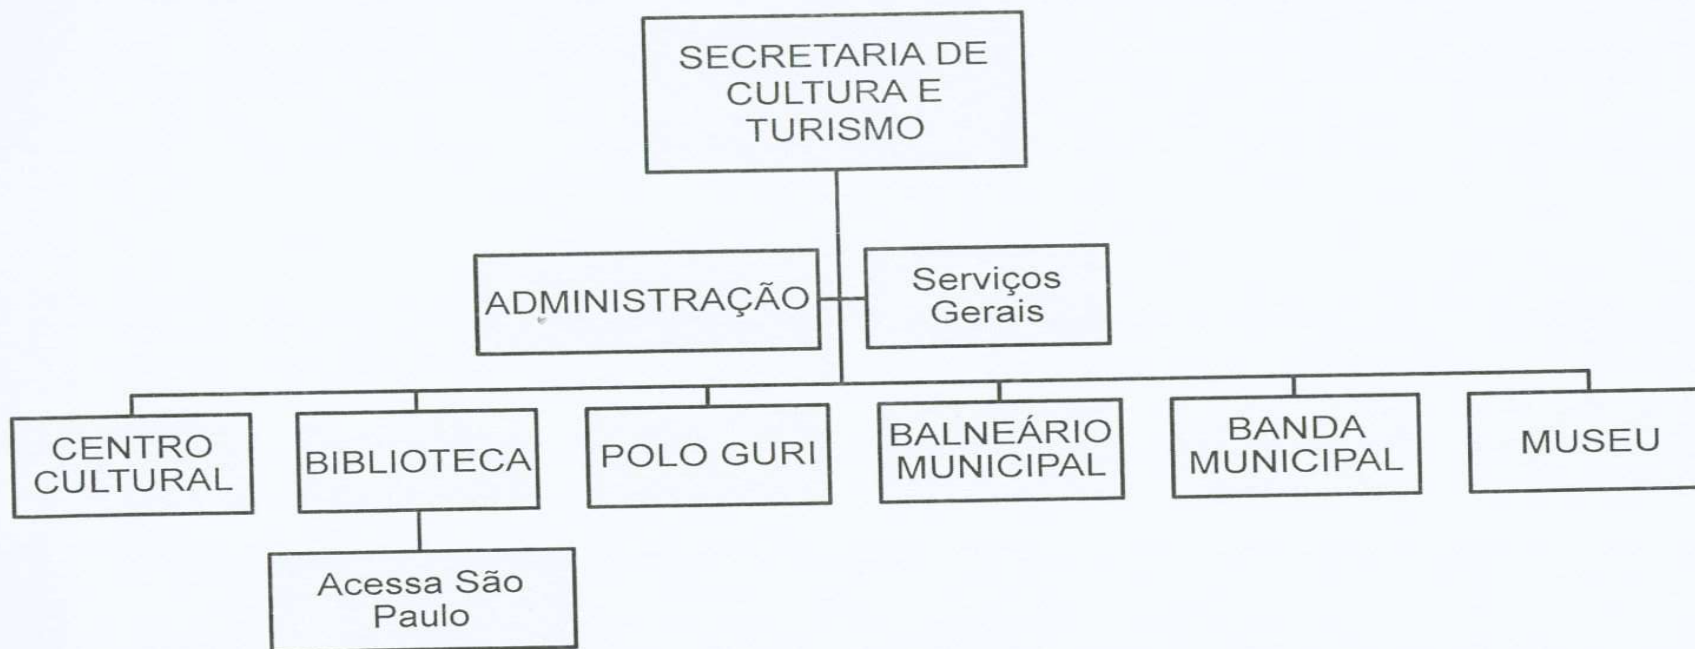 SECRETARIA DE
CULTURA E
TURISMO
ADMINISTRAÇÃO
Serviços
Gerais
CENTRO
CULTURAL
BIBLIOTECA
POLO GURI
BALNEÁRIO
MUNICIPAL
BANDA
MUNICIPAL
MUSEU
Acessa São
Paulo